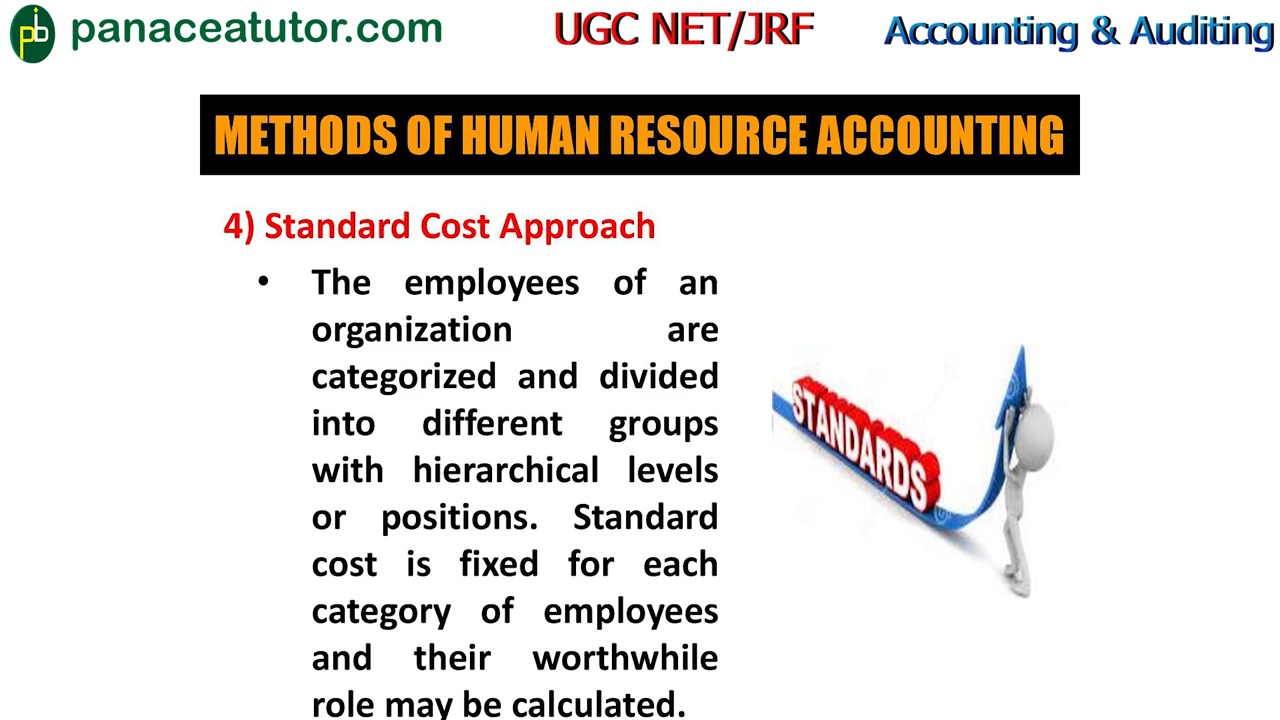 pb panaceatutor.com
UGC NET/JRF
Accounting & Auditing
METHODS OF HUMAN RESOURCE ACCOUNTING
4) Standard Cost Approach
• The employees of an
organization are
categorized and divided
into different groups
with hierarchical levels
or positions. Standard
cost is fixed for each
category of employees
and their worthwhile
role may be calculated.
STANDARDS